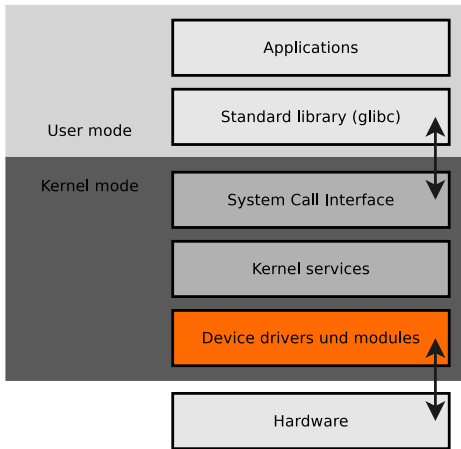 Applications
Standard library (glibc)
User mode
Kernel mode
System Call Interface
Kernel services
Device drivers und modules
Hardware